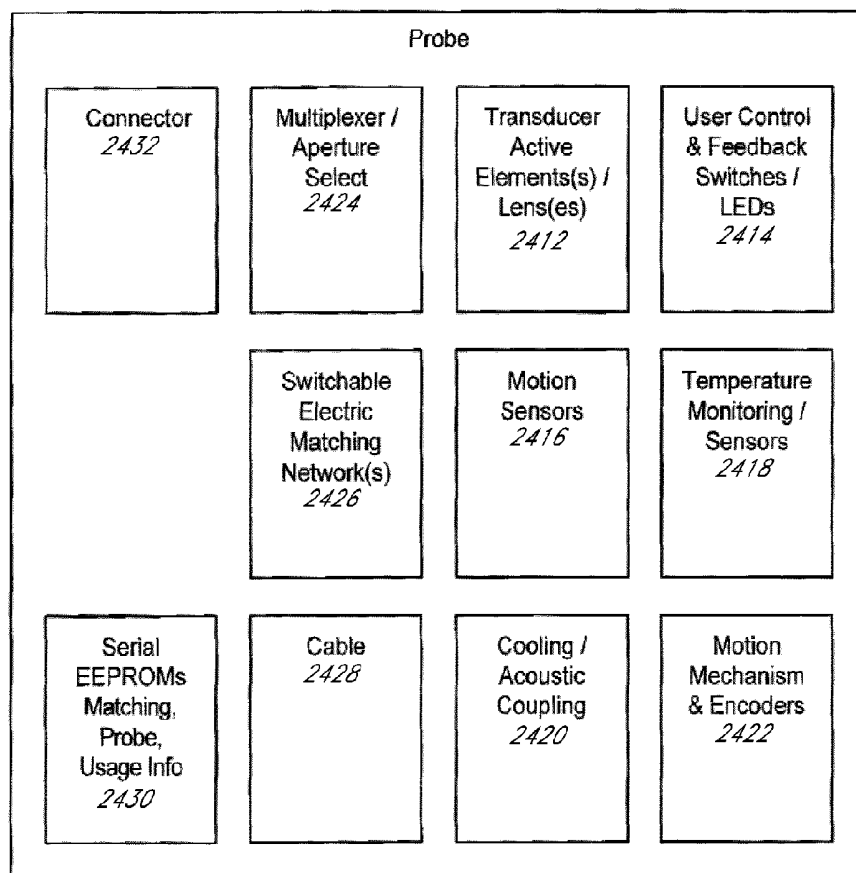 Probe
Connector
2432
Multiplexer /
Aperture
Select
2424
Transducer
Active
Elements(s) /
Lens(es)
2412
User Control
& Feedback
Switches /
LEDs
2414
Switchable
Electric
Matching
Network(s)
2426
Motion
Sensors
2416
Temperature
Monitoring /
Sensors
2418
Serial
EEPROMs
Matching,
Probe,
Usage Info
2430
Cable
2428
Cooling /
Acoustic
Coupling
2420
Motion
Mechanism
& Encoders
2422